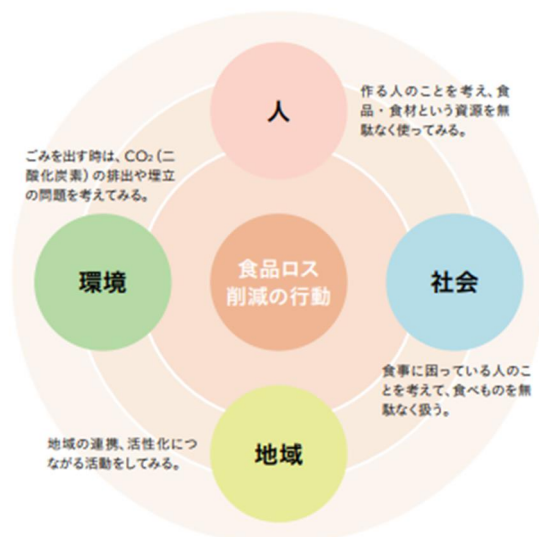 人
作る人のことを考え、食
品・食材という資源を無
駄なく使ってみる。
ごみを出す時は、CO₂(二
酸化炭素)の排出や埋立
の問題を考えてみる。
環境
食品ロス
削減の行動
社会
食事に困っている人のこ
とを考えて、食べものを無
駄なく扱う。
地域の連携、活性化につ
ながる活動をしてみる。
地域